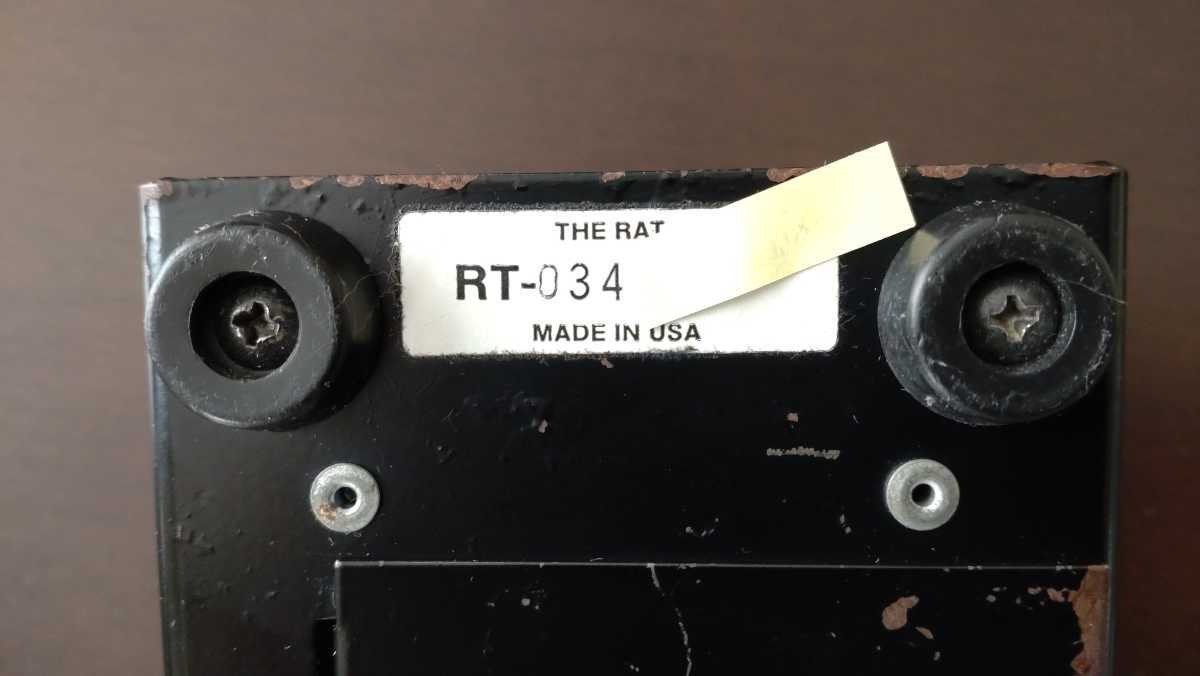 THE RAT
RT-034
MADE IN USA